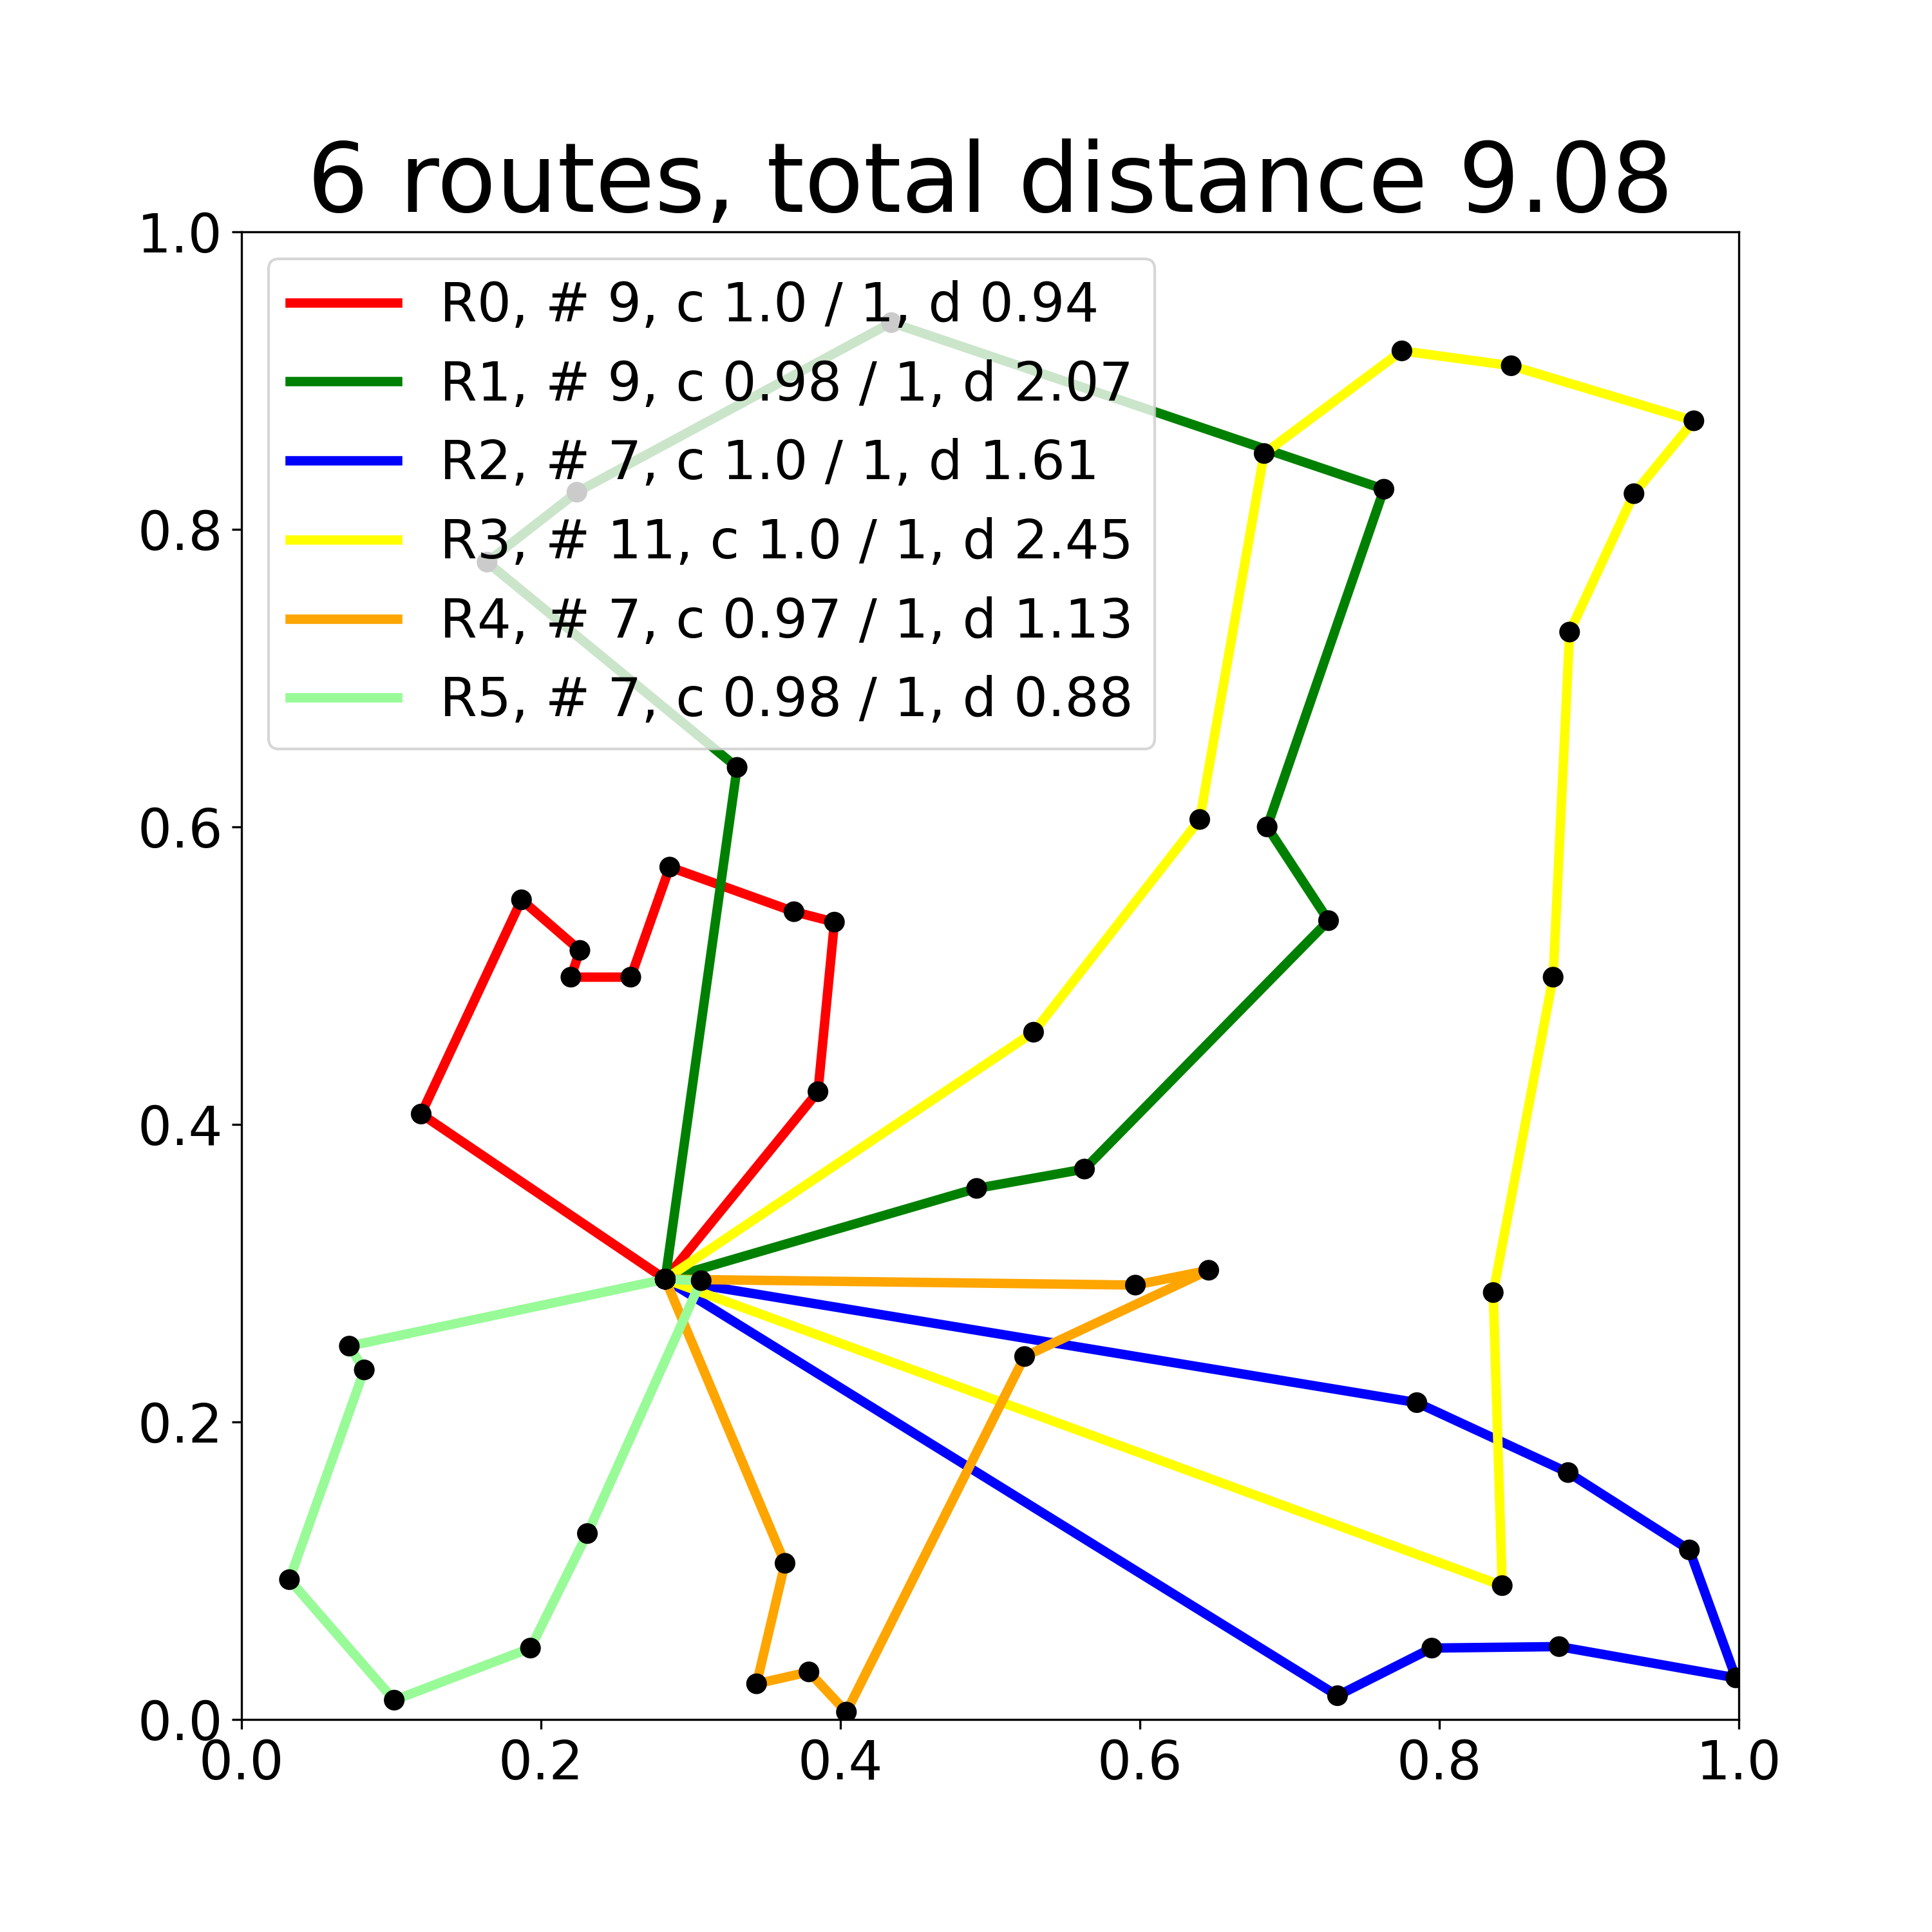 6 routes, total distance 9.08
R0, # 9, c 1.0 / 1, d 0.94
R1, # 9, c 0.98 / 1, d 2.07
R2, # 7, c 1.0 / 1, d 1.61
R3, # 11, c 1.0 / 1, d 2.45
R4, # 7, c 0.97 / 1, d 1.13
R5, # 7, c 0.98 / 1, d 0.88
1.0
0.8
0.6
0.4
0.2
0.0
0.0 0.2 0.4 0.6 0.8 1.0